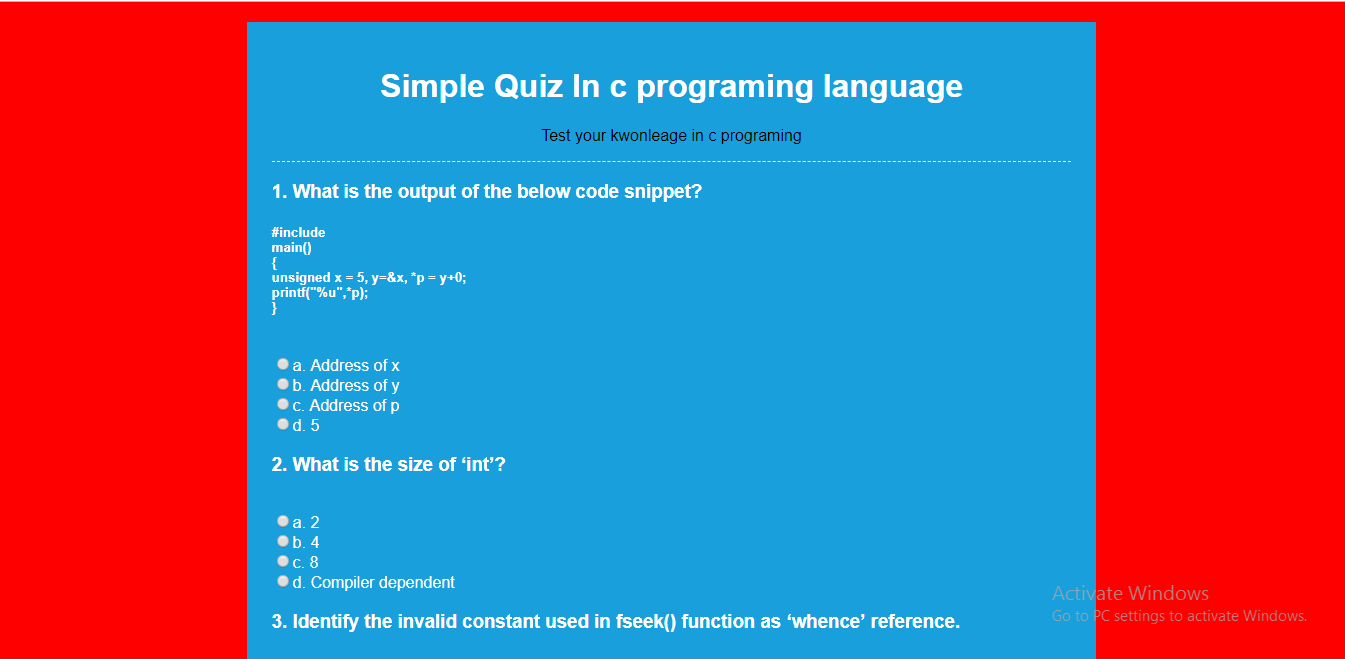 Simple Quiz In c programing language
Test your kwonleage in c programing
1. What is the output of the below code snippet?
#include
main()
{
unsigned x = 5, y=&x, *p = y+0;
printf("%u",*p);
}
a. Address of x
b. Address of y
c. Address of p
d. 5
2. What is the size of ‘int’?
a. 2
b. 4
c. 8
d. Compiler dependent
3. Identify the invalid constant used in fseek() function as ‘whence’ reference.
Activate Windows
Go to PC settings to activate Windows.